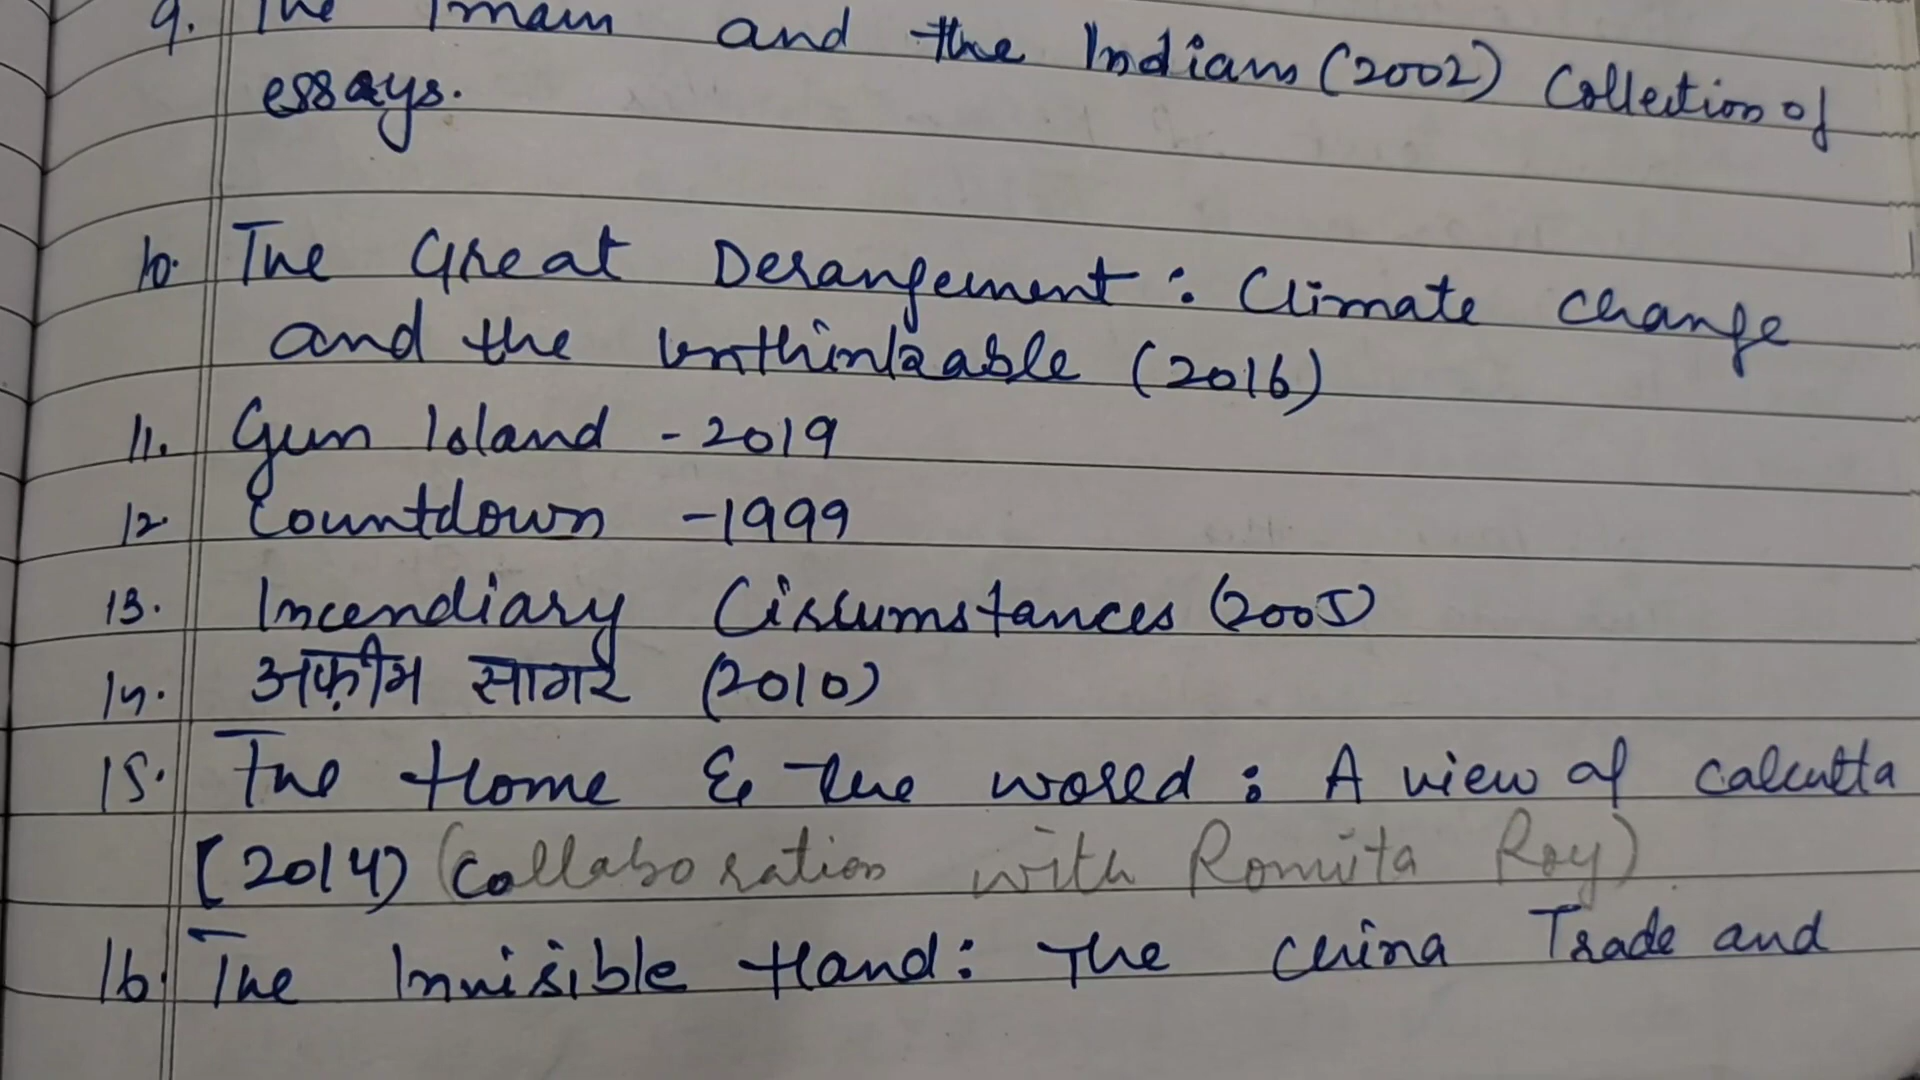 9. The Imam and the Indians (2002) Collection of
essays.
10. The Great Derangement : Climate change
and the Unthinkable (2016)
11. Gun Island - 2019
12. Countdown - 1999
13. Incendiary Circumstances (2005)
14. अफ़ीम सागर (2010)
15. The Home & the world : A view of Calcutta
[2014) (Collaboration with Romita Roy)
16. The Invisible Hand : The China Trade and